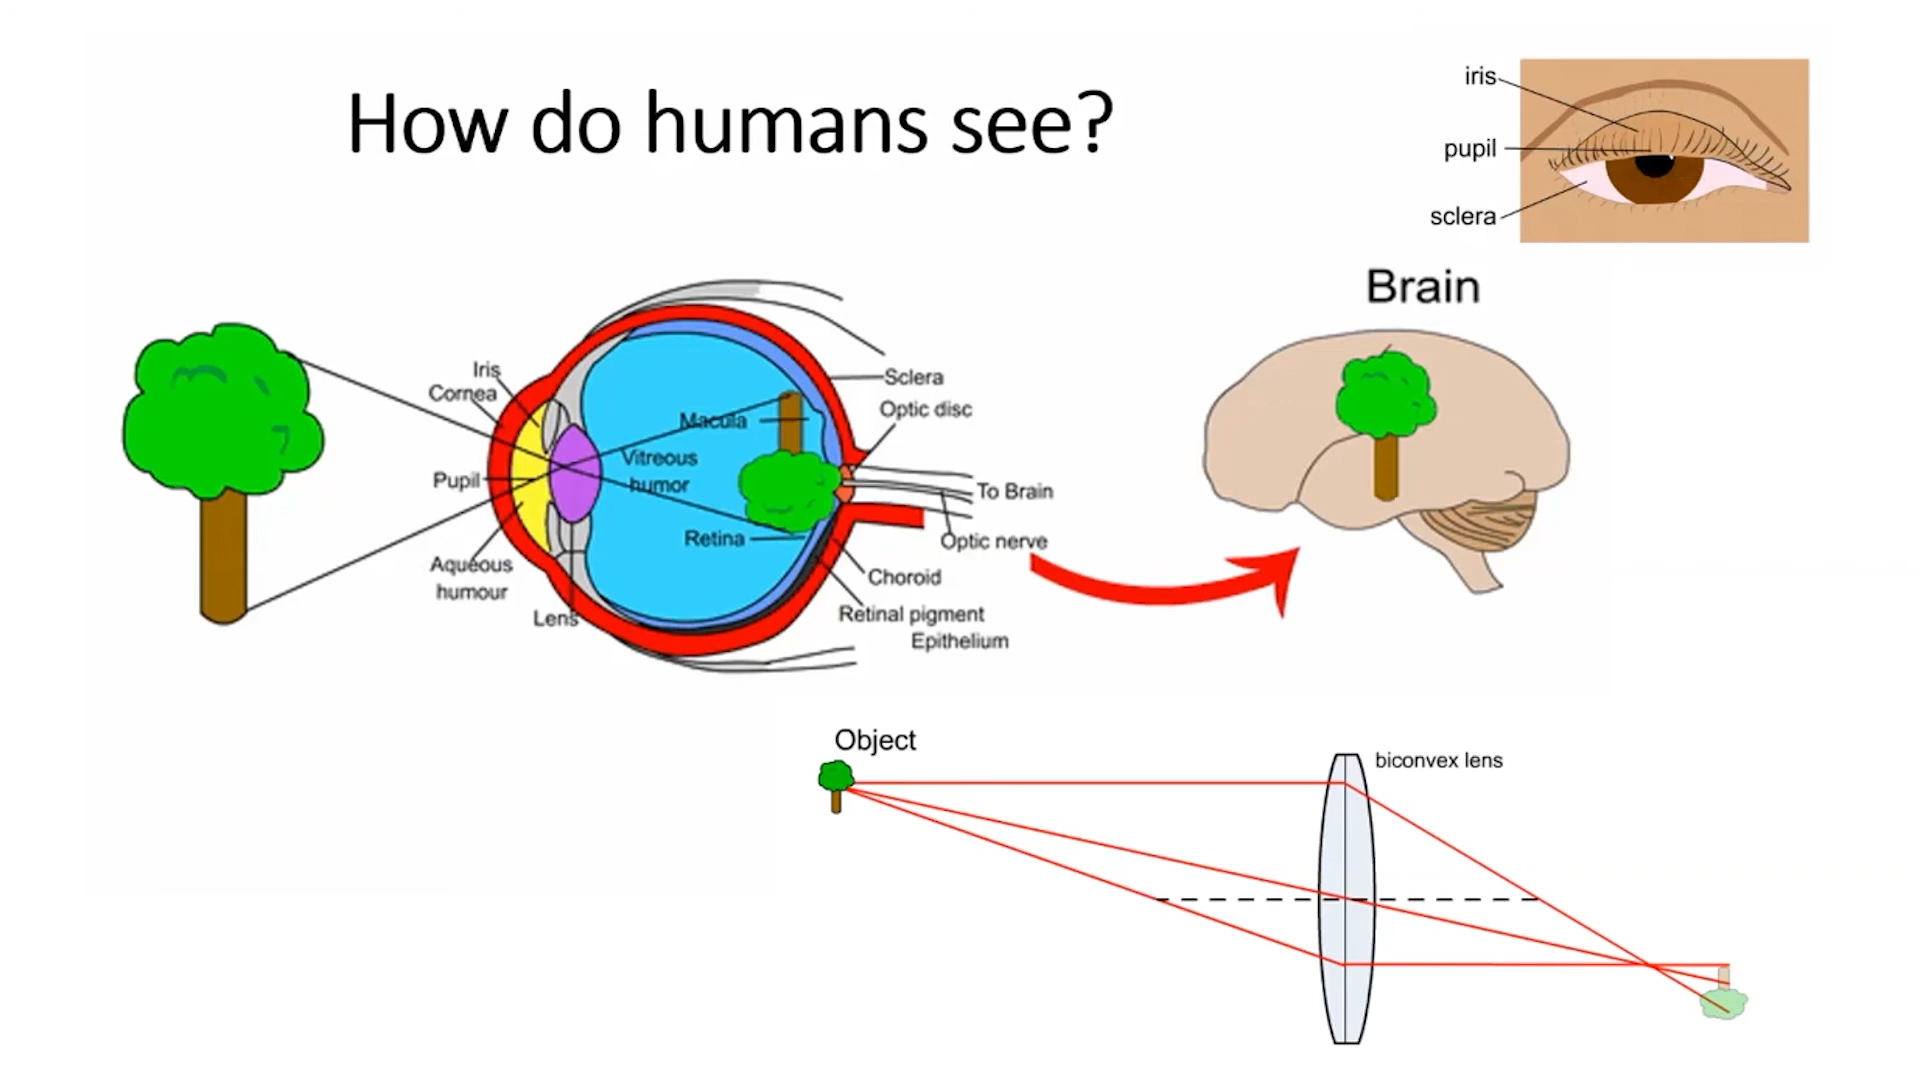 How do humans see?
iris
pupil
sclera
Brain
Iris
Cornea
Pupil
Aqueous
humour
Lens
Macula
Vitreous
humor
Retina
Sclera
Optic disc
To Brain
Optic nerve
Choroid
Retinal pigment
Epithelium
Object
biconvex lens